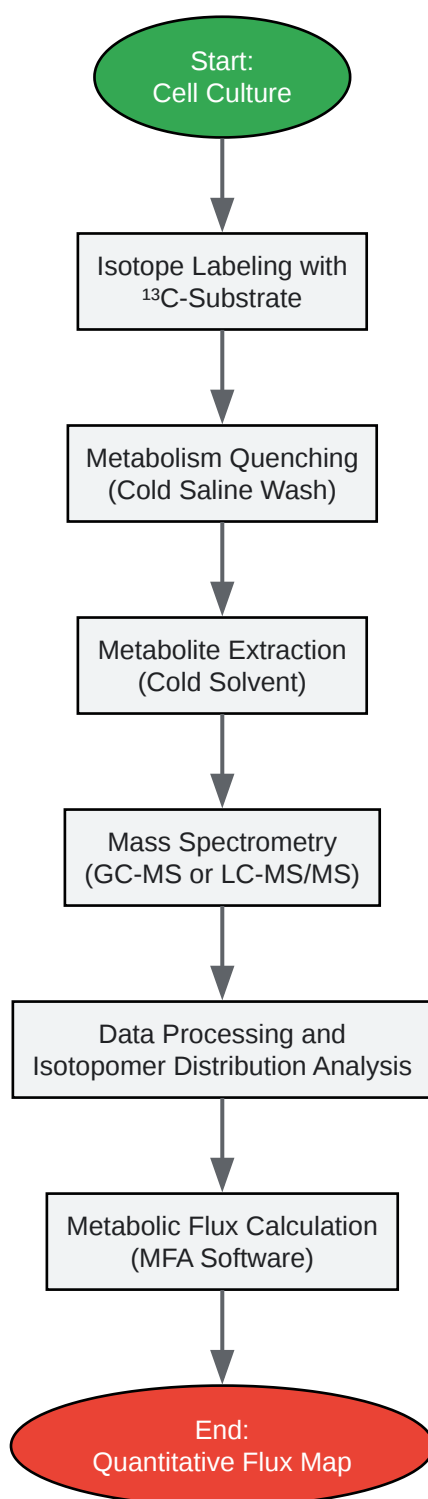 Start:
Cell Culture
Isotope Labeling with
¹³C-Substrate
Metabolism Quenching
(Cold Saline Wash)
Metabolite Extraction
(Cold Solvent)
Mass Spectrometry
(GC-MS or LC-MS/MS)
Data Processing and
Isotopomer Distribution Analysis
Metabolic Flux Calculation
(MFA Software)
End:
Quantitative Flux Map